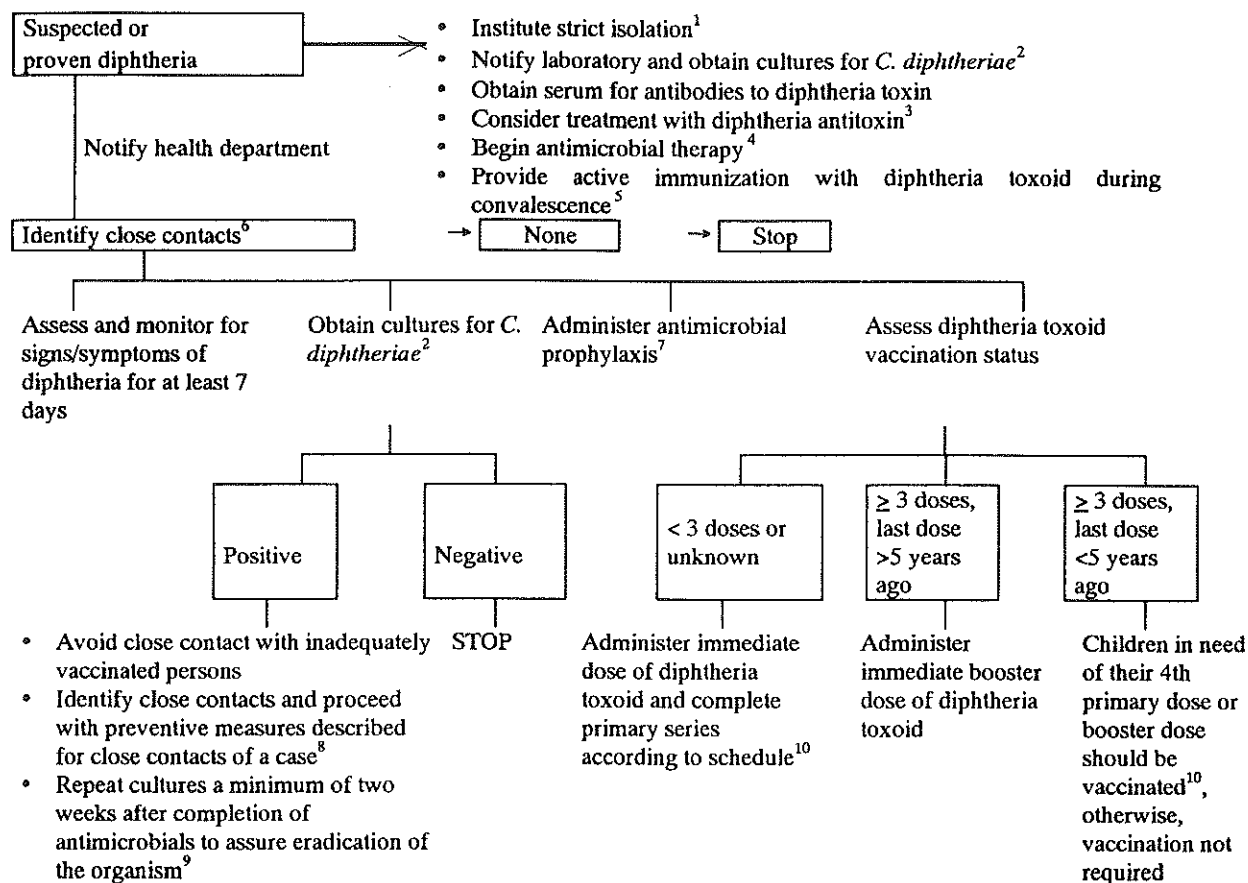 Suspected or
proven diphtheria
• Institute strict isolation¹
• Notify laboratory and obtain cultures for C. diphtheriae²
• Obtain serum for antibodies to diphtheria toxin
• Consider treatment with diphtheria antitoxin³
• Begin antimicrobial therapy⁴
• Provide active immunization with diphtheria toxoid during
convalescence⁵
Notify health department
Identify close contacts⁶
None
Stop
Assess and monitor for
signs/symptoms of
diphtheria for at least 7
days
Obtain cultures for C.
diphtheriae²
Administer antimicrobial
prophylaxis⁷
Assess diphtheria toxoid
vaccination status
Positive
Negative
< 3 doses or
unknown
≥ 3 doses,
last dose
>5 years
ago
≥ 3 doses,
last dose
<5 years
ago
• Avoid close contact with inadequately
vaccinated persons
• Identify close contacts and proceed
with preventive measures described
for close contacts of a case⁸
• Repeat cultures a minimum of two
weeks after completion of
antimicrobials to assure eradication of
the organism⁹
STOP
Administer immediate
dose of diphtheria
toxoid and complete
primary series
according to schedule¹⁰
Administer
immediate booster
dose of diphtheria
toxoid
Children in need
of their 4th
primary dose or
booster dose
should be
vaccinated¹⁰,
otherwise,
vaccination not
required